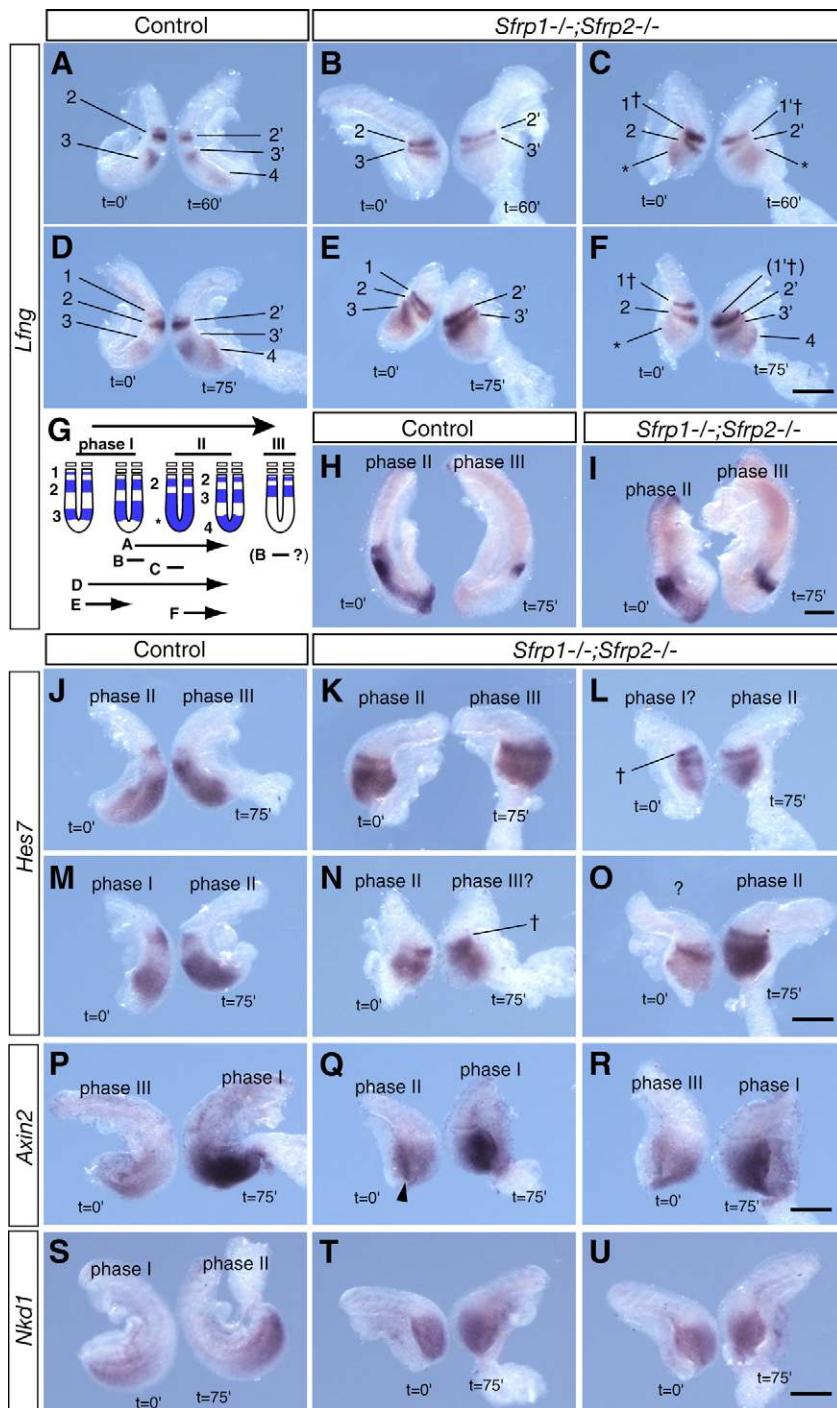 Control
Sfrp1-/-;Sfrp2-/-
Lfng
A
2
3
2'
3'
4
t=0'
t=60'
B
2
3
2'
3'
t=0'
t=60'
C
1†
2
*
1'†
2'
*
t=0'
t=60'
D
1
2
3
2'
3'
4
t=0'
t=75'
E
1
2
3
2'
3'
t=0'
t=75'
F
1†
2
*
(1'†)
2'
3'
4
t=0'
t=75'
G
phase I II III
1
2
3
2
*
2
3
4
A
B
C
(B ?)
D
E
F
Control
Sfrp1-/-;Sfrp2-/-
H
phase II phase III
t=0'
t=75'
I
phase II
phase III
t=0'
t=75'
Control
Sfrp1-/-;Sfrp2-/-
Hes7
J
phase II phase III
t=0'
t=75'
K
phase II phase III
t=0'
t=75'
L
phase I? phase II
†
t=0'
t=75'
M
phase I phase II
t=0'
t=75'
N
phase II phase III?
†
t=0'
t=75'
O
? phase II
t=0'
t=75'
Axin2
P
phase III
phase I
t=0'
t=75'
Q
phase II
phase I
t=0'
t=75'
R
phase III phase I
t=0'
t=75'
Nkd1
S
phase I phase II
t=0' t=75'
T
t=0'
t=75'
U
t=0'
t=75'